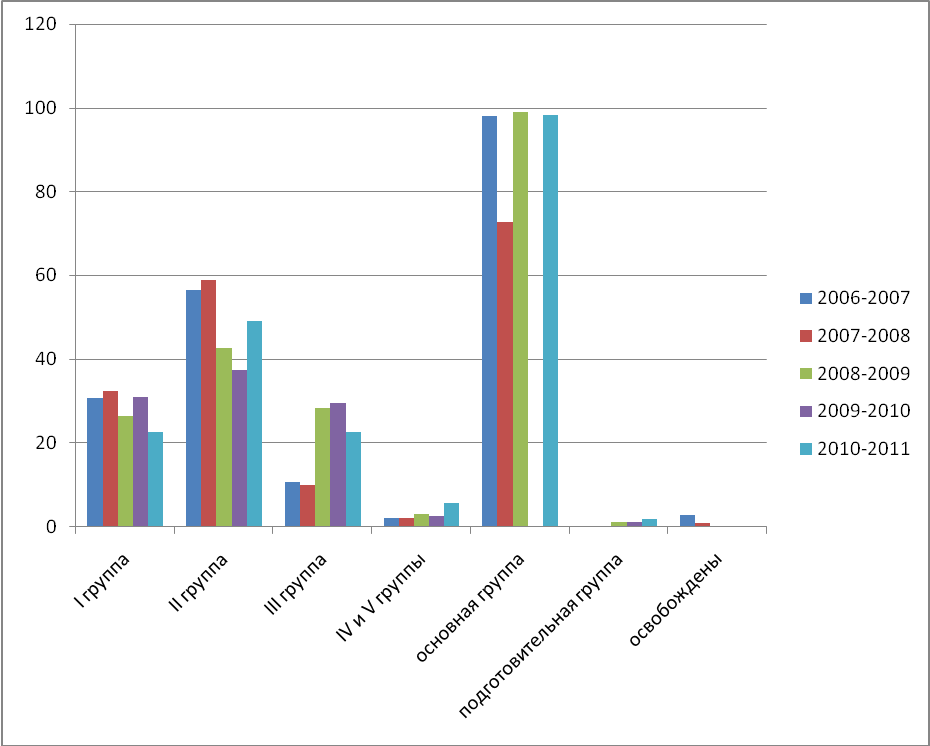 120
100
80
60
40
20
0
I группа
II группа
III группа
IV и V группы
основная группа
подготовительная группа
освобождены
2006-2007
2007-2008
2008-2009
2009-2010
2010-2011